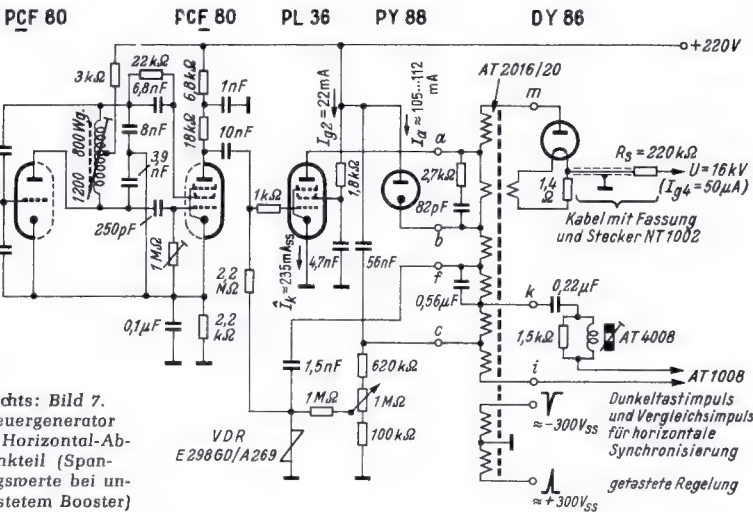 PCF 80 PCF 80 PL 36 PY 88 DY 86
+220V
3kΩ
22kΩ
6,8nF
8nF
3,9 nF
1200 800 Wg.
250pF
1MΩ
0,1µF
6,8kΩ
1nF
18kΩ
10nF
1kΩ
2,2 MΩ
2,2 kΩ
Ig2=22mA
Ia≈105...112 mA
1,8kΩ
Îk≈235mAss
4,7nF
56nF
a
2,7kΩ
82pF
b
f
0,56µF
c
1,5nF
620kΩ
1MΩ
1MΩ
100kΩ
VDR
E298GD/A269
AT 2016/20
m
1,4 Ω
Rs=220kΩ
U=16kV
(Ig4=50µA)
Kabel mit Fassung
und Stecker NT 1002
k
0,22µF
1,5kΩ
AT 4008
i
AT 1008
≈-300Vss
Dunkeltastimpuls
und Vergleichsimpuls
für horizontale
Synchronisierung
≈+300Vss
getastete Regelung
chts: Bild 7.
euergenerator
Horizontal-Ab-
nkteil (Span-
gswerte bei un-
stetem Booster)